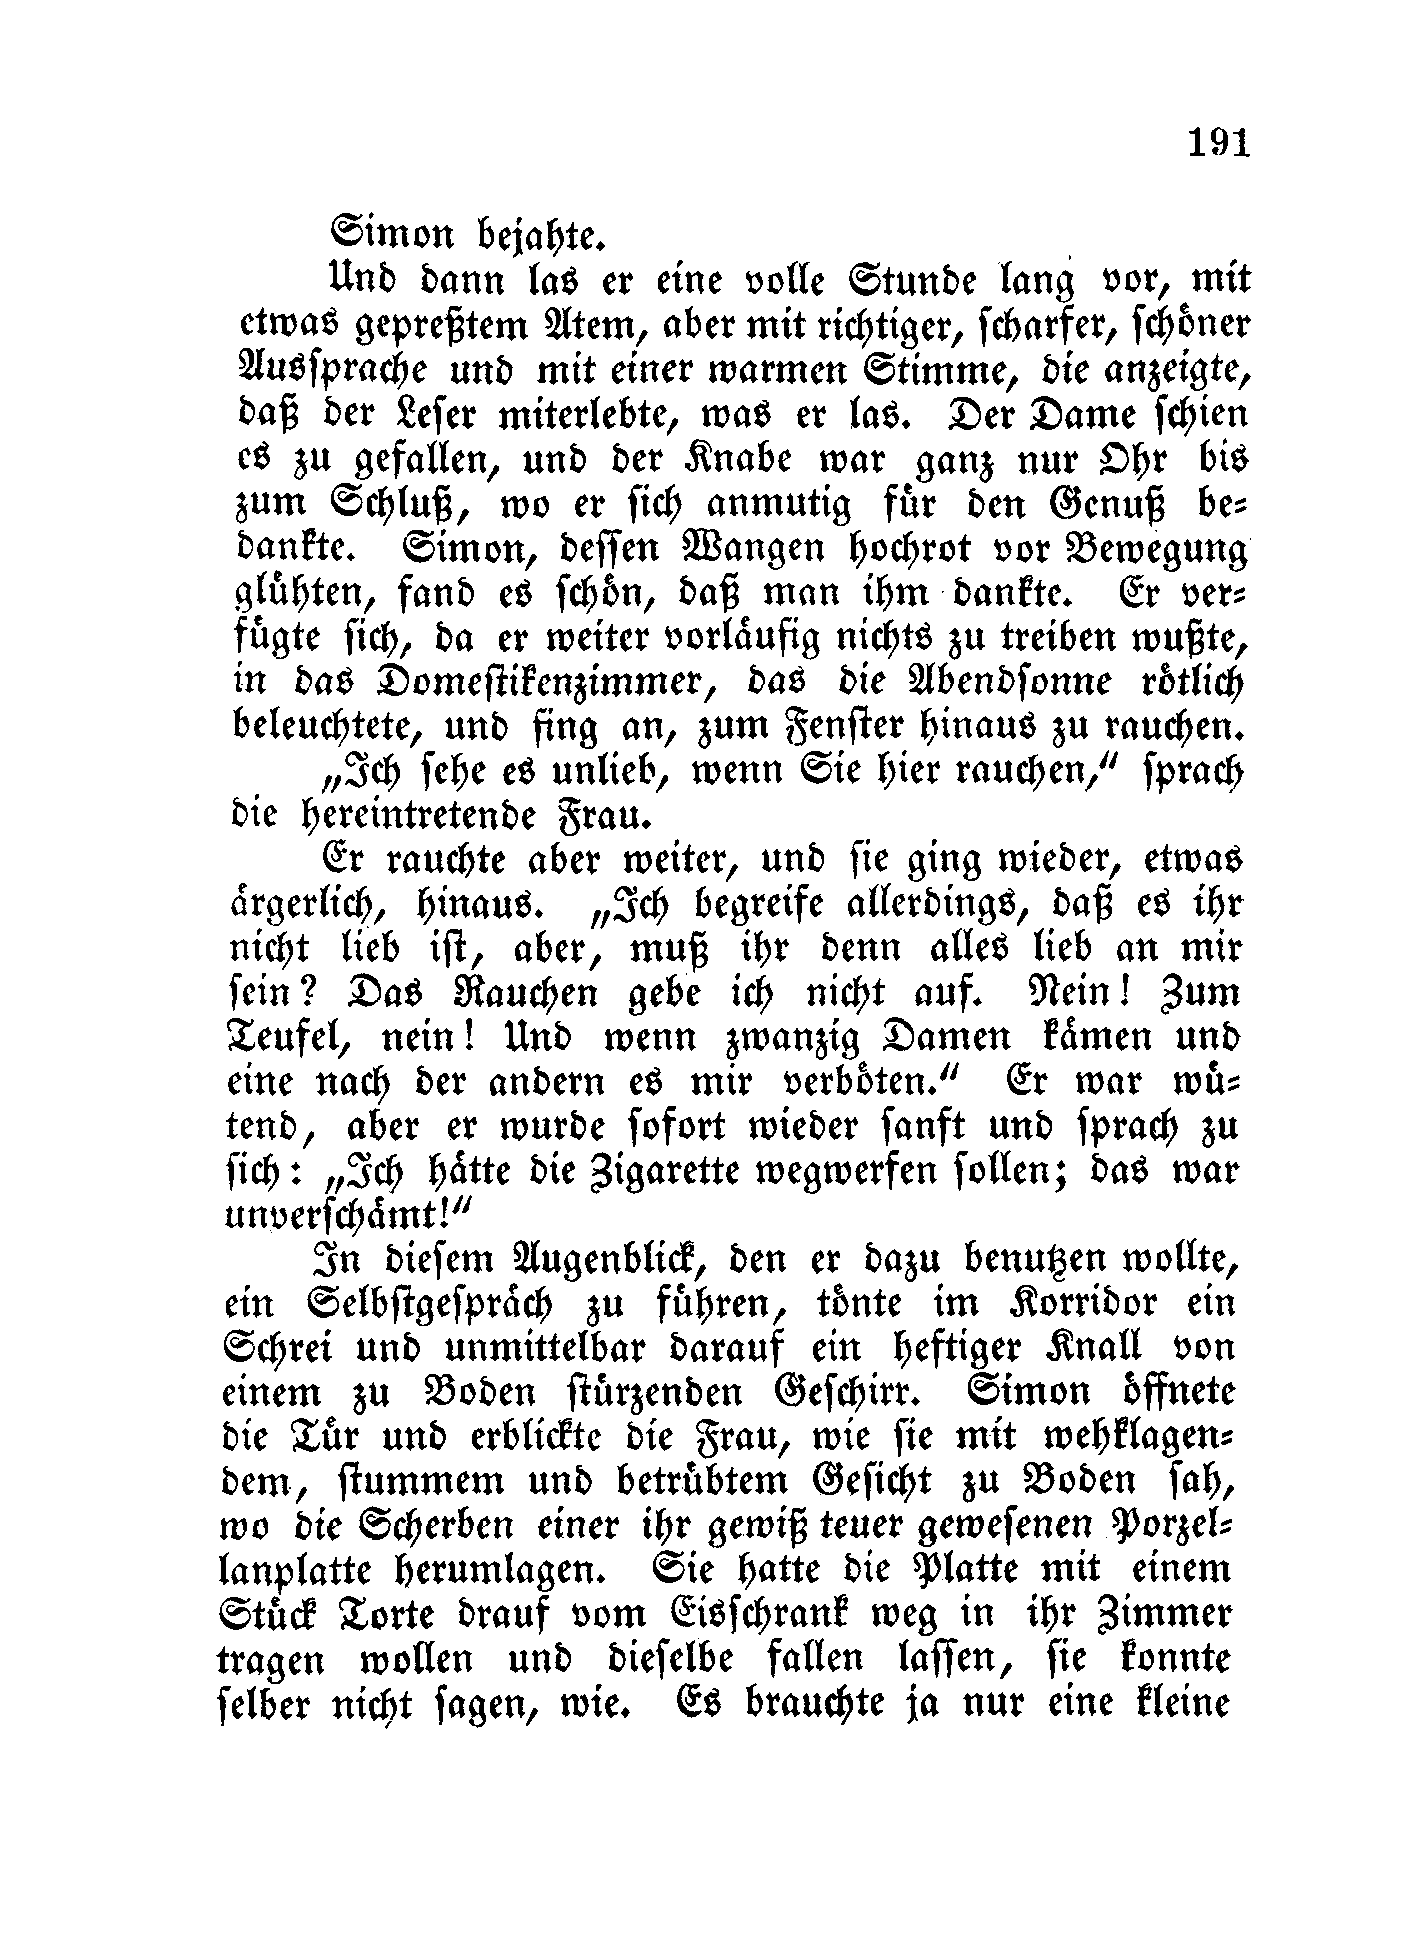 191
Simon bejahte.
Und dann las er eine volle Stunde lang vor, mit
etwas gepreßtem Atem, aber mit richtiger, scharfer, schöner
Aussprache und mit einer warmen Stimme, die anzeigte,
daß der Leser miterlebte, was er las. Der Dame schien
es zu gefallen, und der Knabe war ganz nur Ohr bis
zum Schluß, wo er sich anmutig für den Genuß be-
dankte. Simon, dessen Wangen hochrot vor Bewegung
glühten, fand es schön, daß man ihm dankte. Er ver-
fügte sich, da er weiter vorläufig nichts zu treiben wußte,
in das Domestikenzimmer, das die Abendsonne rötlich
beleuchtete, und fing an, zum Fenster hinaus zu rauchen.
„Ich sehe es unlieb, wenn Sie hier rauchen,“ sprach
die hereintretende Frau.
Er rauchte aber weiter, und sie ging wieder, etwas
ärgerlich, hinaus. „Ich begreife allerdings, daß es ihr
nicht lieb ist, aber, muß ihr denn alles lieb an mir
sein? Das Rauchen gebe ich nicht auf. Nein! Zum
Teufel, nein! Und wenn zwanzig Damen kämen und
eine nach der andern es mir verböten.“ Er war wü-
tend, aber er wurde sofort wieder sanft und sprach zu
sich: „Ich hätte die Zigarette wegwerfen sollen; das war
unverschämt!“
In diesem Augenblick, den er dazu benutzen wollte,
ein Selbstgespräch zu führen, tönte im Korridor ein
Schrei und unmittelbar darauf ein heftiger Knall von
einem zu Boden stürzenden Geschirr. Simon öffnete
die Tür und erblickte die Frau, wie sie mit wehklagen-
dem, stummem und betrübtem Gesicht zu Boden sah,
wo die Scherben einer ihr gewiß teuer gewesenen Porzel-
lanplatte herumlagen. Sie hatte die Platte mit einem
Stück Torte drauf vom Eisschrank weg in ihr Zimmer
tragen wollen und dieselbe fallen lassen, sie konnte
selber nicht sagen, wie. Es brauchte ja nur eine kleine